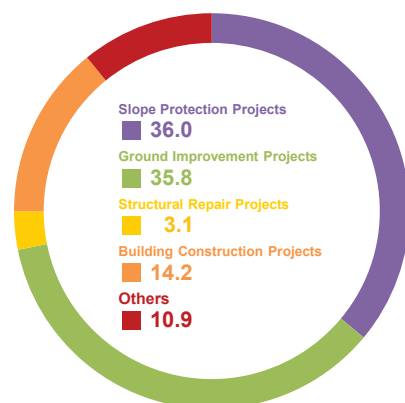 Slope Protection Projects
36.0
Ground Improvement Projects
35.8
Structural Repair Projects
3.1
Building Construction Projects
14.2
Others
10.9